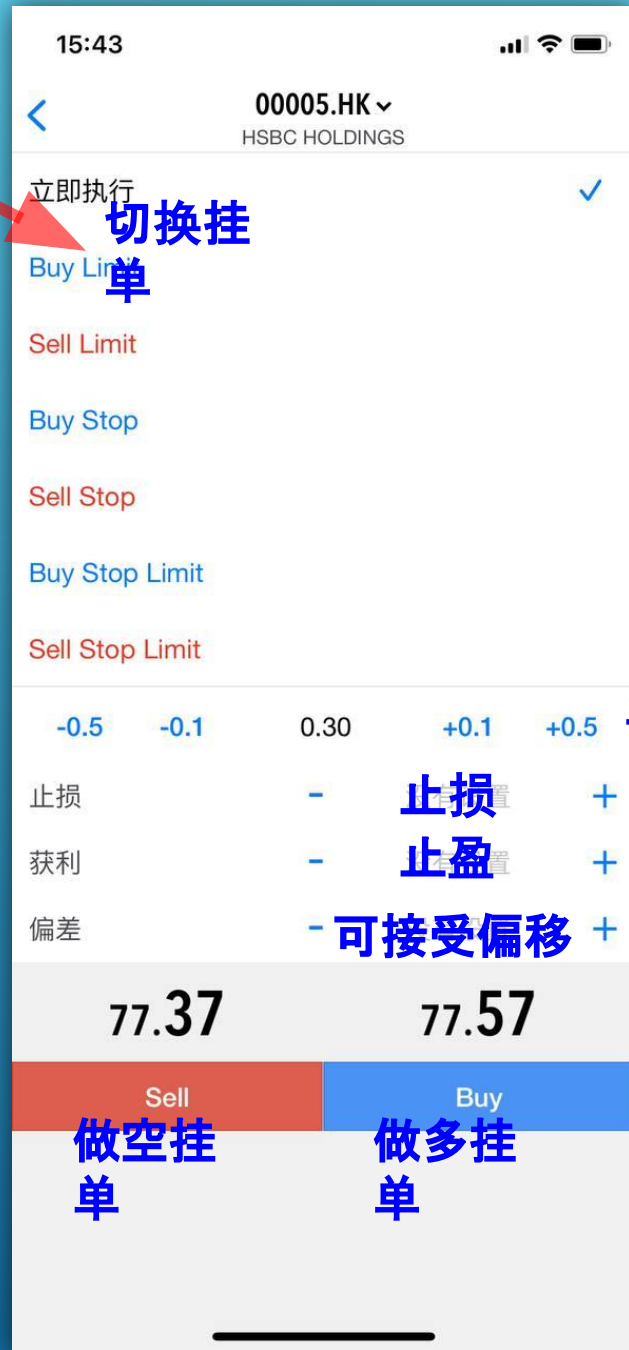 15:43
00005.HK
HSBC HOLDINGS
立即执行
切换挂
单
Buy Limit
Sell Limit
Buy Stop
Sell Stop
Buy Stop Limit
Sell Stop Limit
-0.5 -0.1 0.30 +0.1 +0.5
止损 - 止损 +
获利 - 止盈 +
偏差 - 可接受偏移 +
77.37 77.57
Sell Buy
做空挂 做多挂
单 单